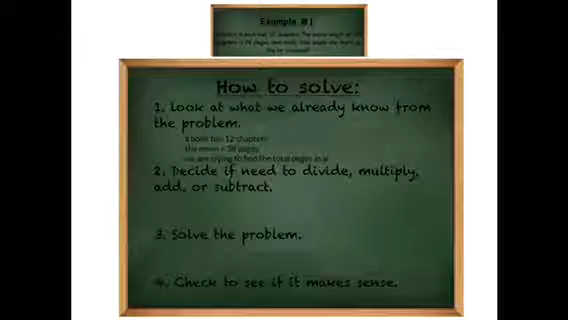 Example #1
How to solve:
1. Look at what we already know from
the problem.
a book has 12 chapters
the mean = 38 pages
we are trying to find the total pages in
2. Decide if need to divide, multiply,
add, or subtract.
3. Solve the problem.
4. Check to see if it makes sense.